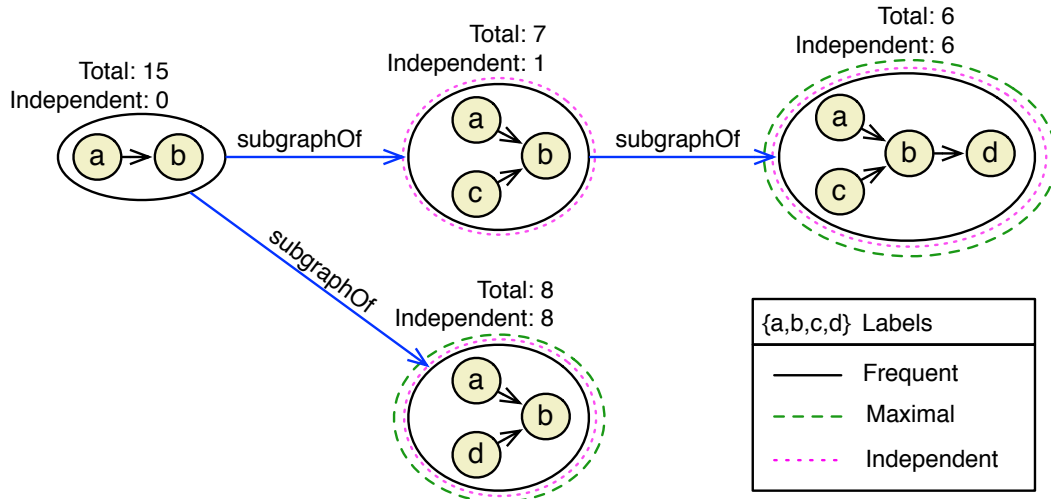 Total: 15
Independent: 0
a
b
subgraphOf
Total: 7
Independent: 1
a
b
c
subgraphOf
Total: 6
Independent: 6
a
b
d
c
subgraphOf
Total: 8
Independent: 8
a
b
d
{a,b,c,d} Labels
Frequent
Maximal
Independent